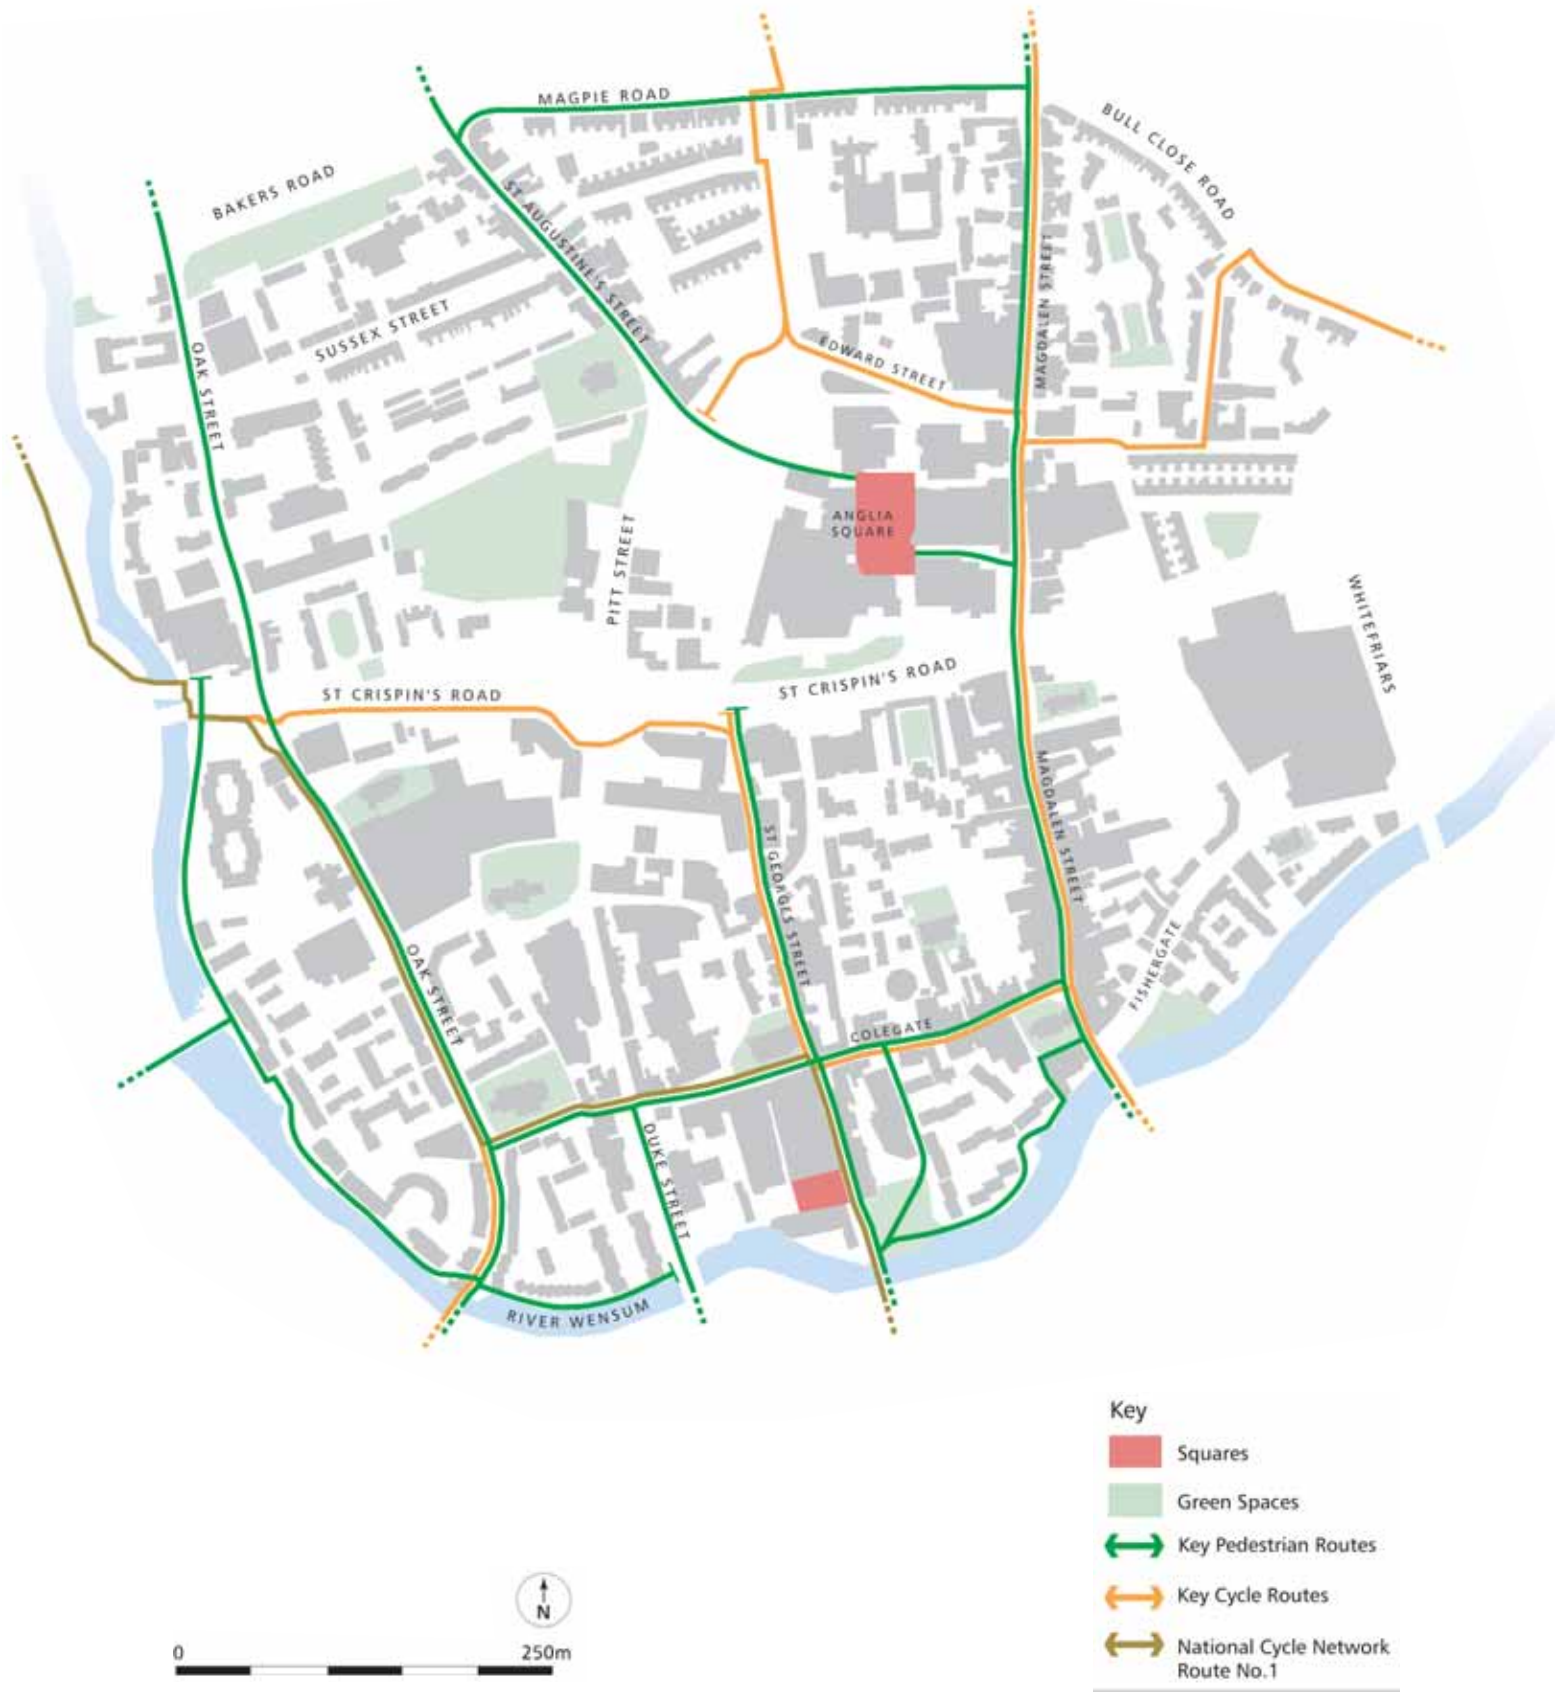 MAGPIE ROAD
BULL CLOSE ROAD
BAKERS ROAD
ST AUGUSTINE'S STREET
MAGDALEN STREET
SUSSEX STREET
OAK STREET
EDWARD STREET
ANGLIA
SQUARE
PITT STREET
WHITEFRIARS
ST CRISPIN'S ROAD
ST CRISPIN'S ROAD
MAGDALEN STREET
ST GEORGES STREET
OAK STREET
FISHERGATE
COLEGATE
DUKE STREET
RIVER WENSUM
Key
Squares
Green Spaces
Key Pedestrian Routes
Key Cycle Routes
National Cycle Network
Route No.1
N
0 250m